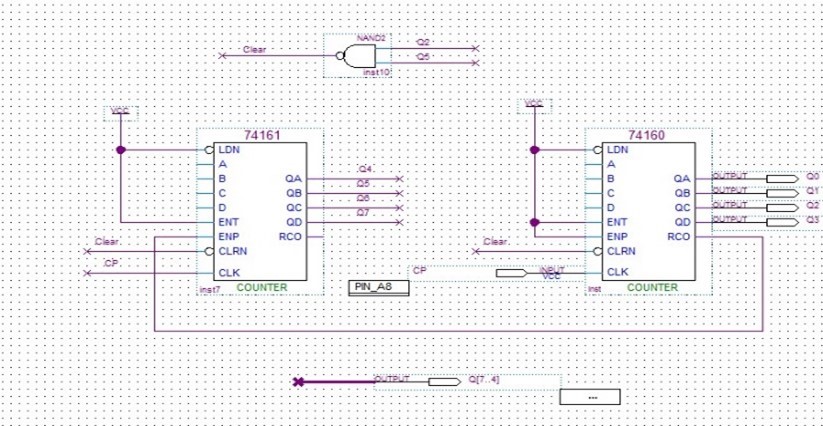 NAND2
Clear
Q2
Q5
inst10
VCC
VCC
74161
74160
LDN
A
B
C
D
ENT
ENP
CLRN
CLK
QA
QB
QC
QD
RCO
Q4
Q5
Q6
Q7
Clear
CP
inst7
COUNTER
PIN_A8
LDN
A
B
C
D
ENT
ENP
CLRN
CLK
QA
QB
QC
QD
RCO
OUTPUT Q0
OUTPUT Q1
OUTPUT Q2
OUTPUT Q3
Clear
CP
INPUT
VCC
inst
COUNTER
OUTPUT Q[7..4]
...